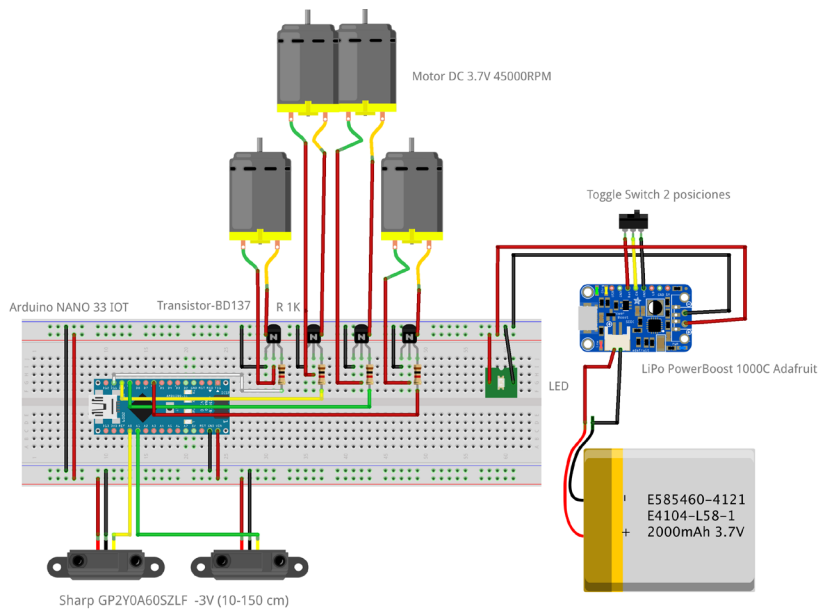 Motor DC 3.7V 45000RPM
Toggle Switch 2 posiciones
Arduino NANO 33 IOT
Transistor-BD137
R 1K
N
N
N
N
LiPo PowerBoost 1000C Adafruit
LED
E585460-4121
E4104-L58-1
2000mAh 3.7V
Sharp GP2Y0A60SZLF -3V (10-150 cm)